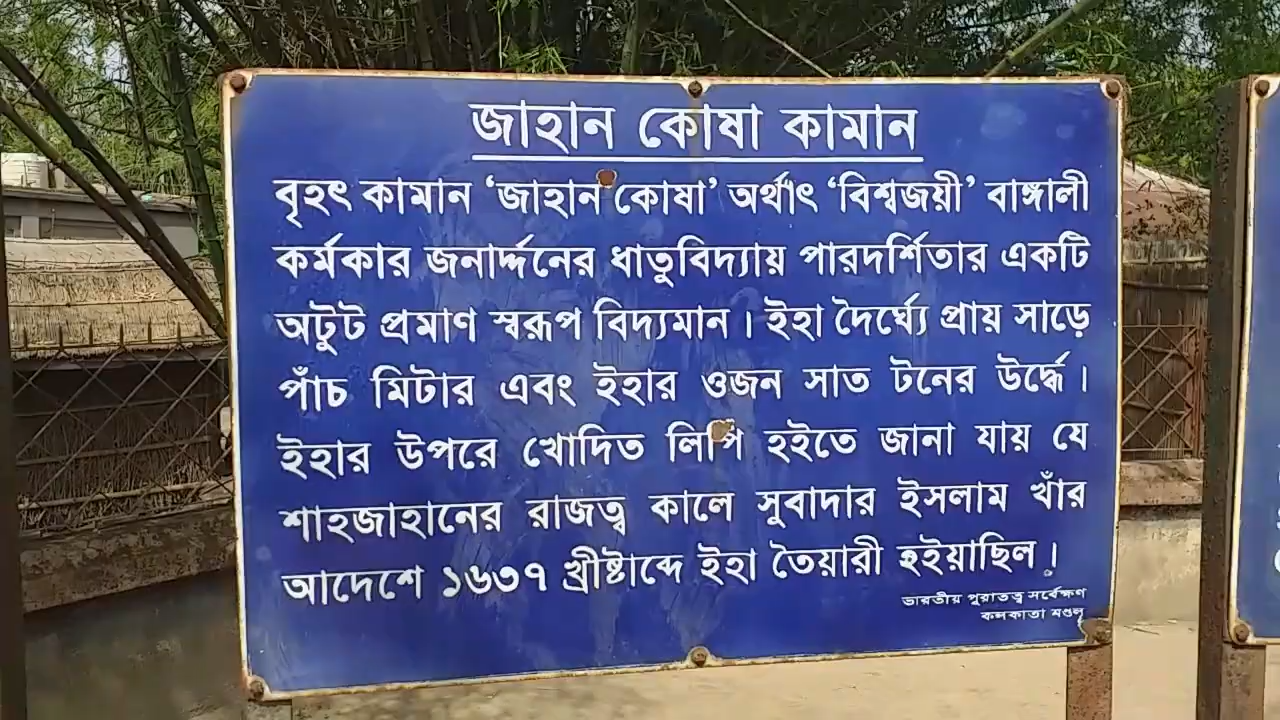 জাহান কোষা কামান
বৃহৎ কামান ‘জাহান কোষা’ অর্থাৎ ‘বিশ্বজয়ী’ বাঙ্গালী
কর্মকার জনার্দ্দনের ধাতুবিদ্যায় পারদর্শিতার একটি
অটুট প্রমাণ স্বরূপ বিদ্যমান। ইহা দৈর্ঘ্যে প্রায় সাড়ে
পাঁচ মিটার এবং ইহার ওজন সাত টনের উর্দ্ধে।
ইহার উপরে খোদিত লিপি হইতে জানা যায় যে
শাহজাহানের রাজত্ব কালে সুবাদার ইসলাম খাঁর
আদেশে ১৬৩৭ খ্রীষ্টাব্দে ইহা তৈয়ারী হইয়াছিল।
ভারতীয় পুরাতত্ত্ব সর্বেক্ষণ
কলকাতা মণ্ডল